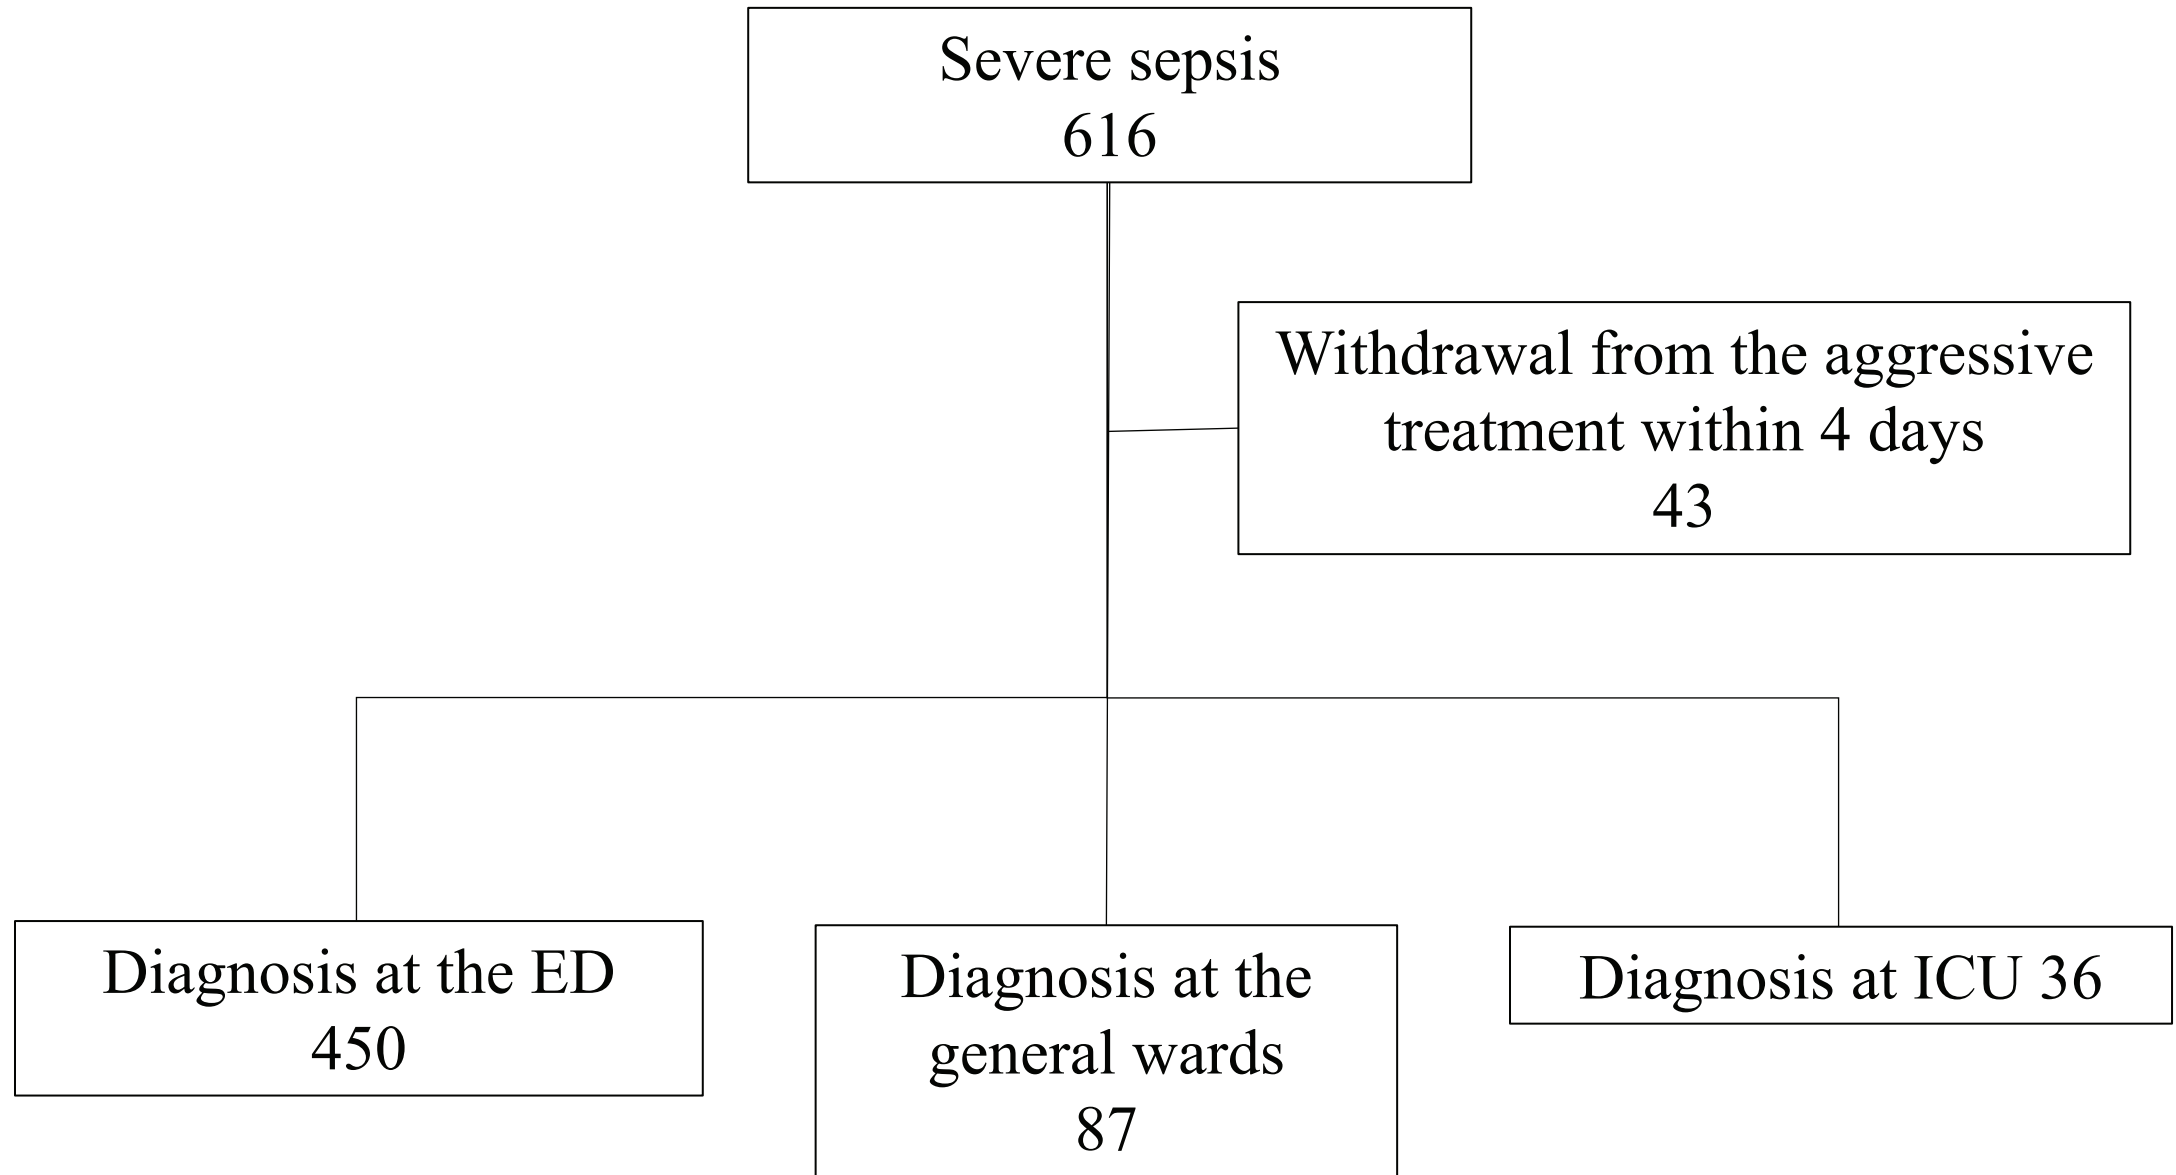 Severe sepsis
616
Withdrawal from the aggressive
treatment within 4 days
43
Diagnosis at the ED
450
Diagnosis at the
general wards
87
Diagnosis at ICU 36